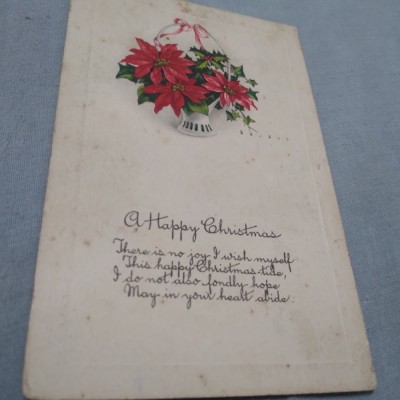 A Happy Christmas
There is no joy I wish myself
This happy Christmas tide,
I do not also fondly hope
May in your heart abide.